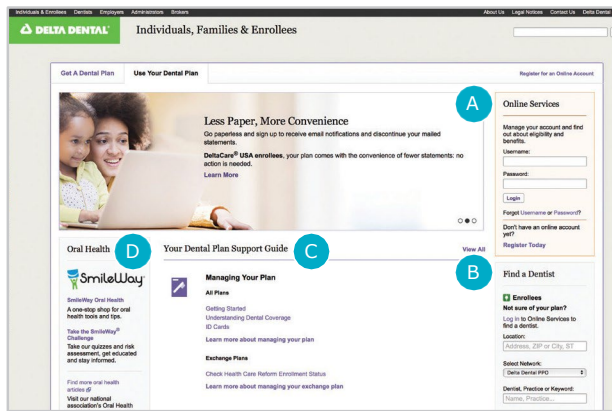 Individuals & Enrollees Dentists Employers Administrators Brokers
About Us Legal Notices Contact Us Delta Dental
DELTA DENTAL
Individuals, Families & Enrollees
Get A Dental Plan
Use Your Dental Plan
Register for an Online Account
A
Less Paper, More Convenience
Go paperless and sign up to receive email notifications and discontinue your mailed
statements.
DeltaCare® USA enrollees, your plan comes with the convenience of fewer statements: no
action is needed.
Learn More
Online Services
Manage your account and find
out about eligibility and
benefits.
Username:
Password:
Login
Forgot Username or Password?
Don't have an online account
yet?
Register Today
Oral Health
D
SmileWay
SmileWay Oral Health
A one-stop shop for oral
health tools and tips.
Take the SmileWay®
Challenge
Take our quizzes and risk
assessment, get educated
and stay informed.
Find more oral health
articles
Visit our national
association's Oral Health
Your Dental Plan Support Guide
C
View All
Managing Your Plan
All Plans
Getting Started
Understanding Dental Coverage
ID Cards
Learn more about managing your plan
Exchange Plans
Check Health Care Reform Enrollment Status
Learn more about managing your exchange plan
B
Find a Dentist
Enrollees
Not sure of your plan?
Log in to Online Services to
find a dentist.
Location:
Address, ZIP or City, ST
Select Network:
Delta Dental PPO
Dentist, Practice or Keyword:
Name, Practice...